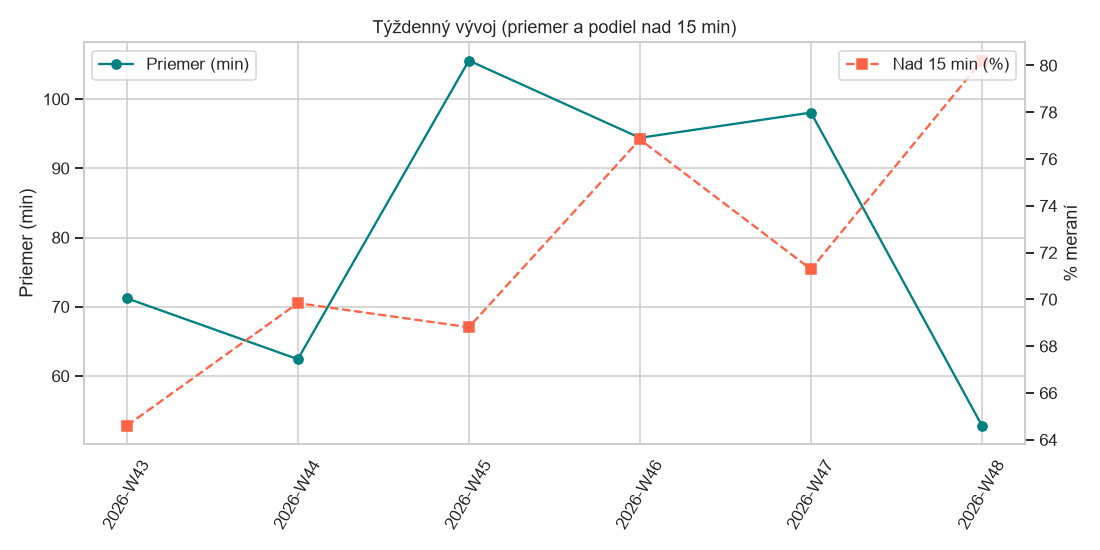 Týždenný vývoj (priemer a podiel nad 15 min)
Priemer (min)
Nad 15 min (%)
Priemer (min)
100
90
80
70
60
% meraní
80
78
76
74
72
70
68
66
64
2026-W43
2026-W44
2026-W45
2026-W46
2026-W47
2026-W48